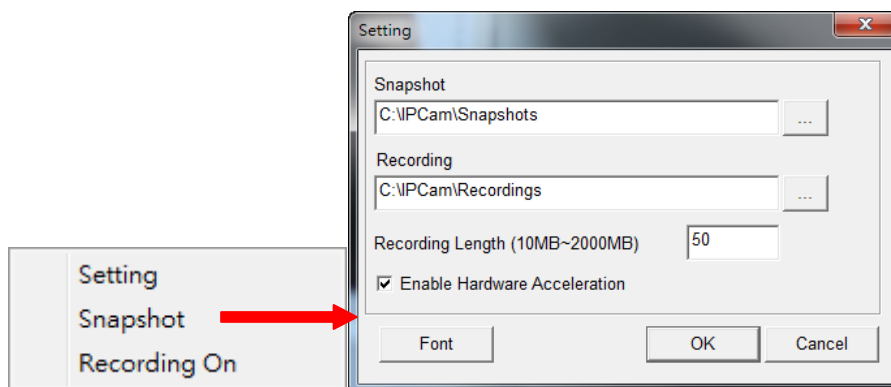 Setting
Snapshot
C:\IPCam\Snapshots
...
Recording
C:\IPCam\Recordings
...
Recording Length (10MB~2000MB) 50
Enable Hardware Acceleration
Font OK Cancel
Setting
Snapshot
Recording On